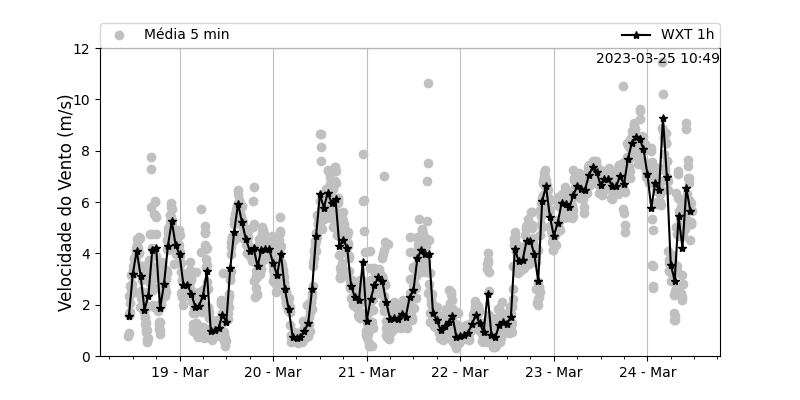 Média 5 min
WXT 1h
2023-03-25 10:49
Velocidade do Vento (m/s)
12
10
8
6
4
2
0
19 - Mar
20 - Mar
21 - Mar
22 - Mar
23 - Mar
24 - Mar